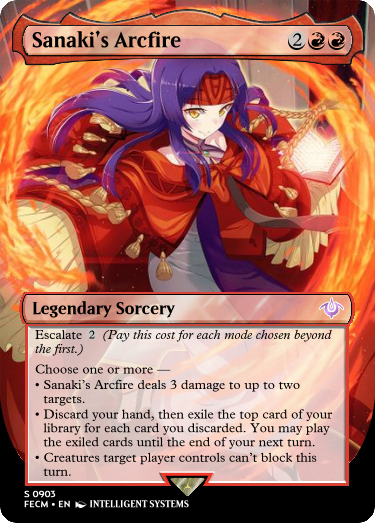 Sanaki's Arcfire 2
Legendary Sorcery
Escalate 2 (Pay this cost for each mode chosen beyond
the first.)
Choose one or more —
• Sanaki's Arcfire deals 3 damage to up to two
targets.
• Discard your hand, then exile the top card of your
library for each card you discarded. You may play
the exiled cards until the end of your next turn.
• Creatures target player controls can't block this
turn.
S 0903
FECM • EN INTELLIGENT SYSTEMS